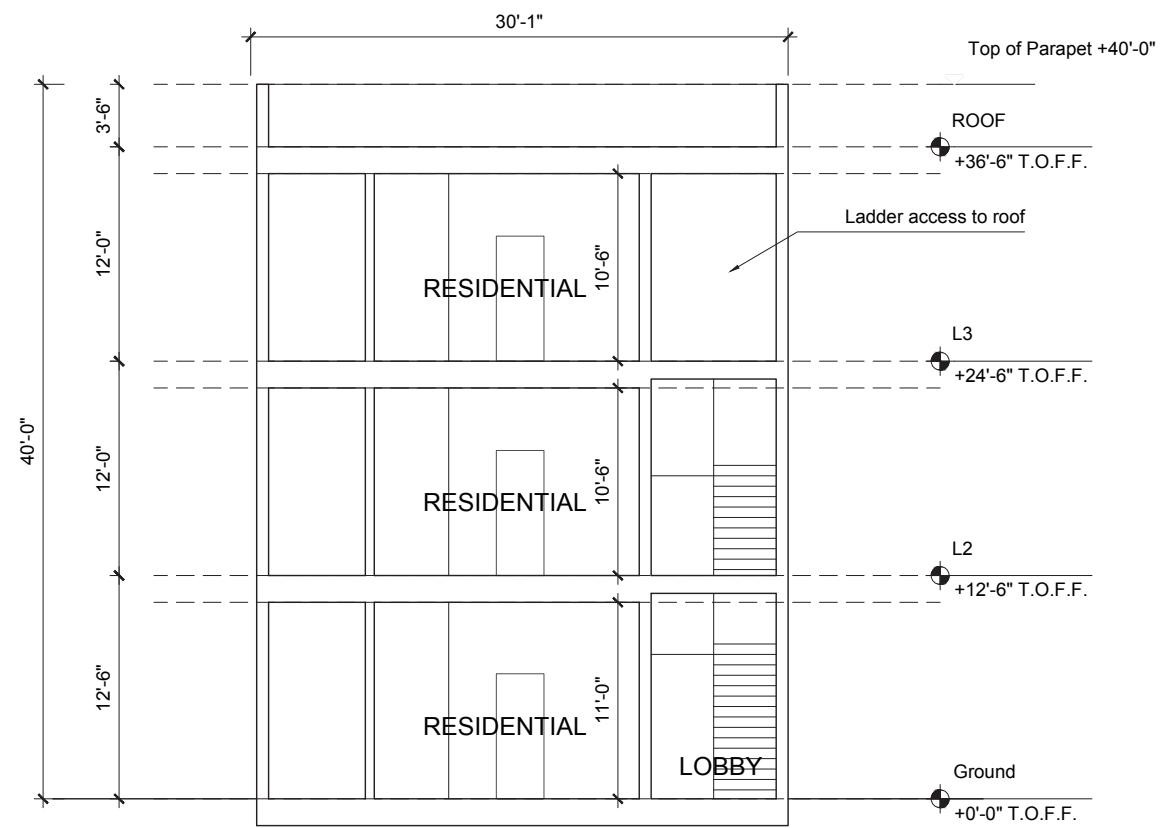 30'-1"
Top of Parapet +40'-0"
3'-6"
ROOF
+36'-6" T.O.F.F.
Ladder access to roof
12'-0"
RESIDENTIAL
10'-6"
L3
+24'-6" T.O.F.F.
40'-0"
12'-0"
RESIDENTIAL
10'-6"
L2
+12'-6" T.O.F.F.
12'-6"
RESIDENTIAL
11'-0"
LOBBY
Ground
+0'-0" T.O.F.F.